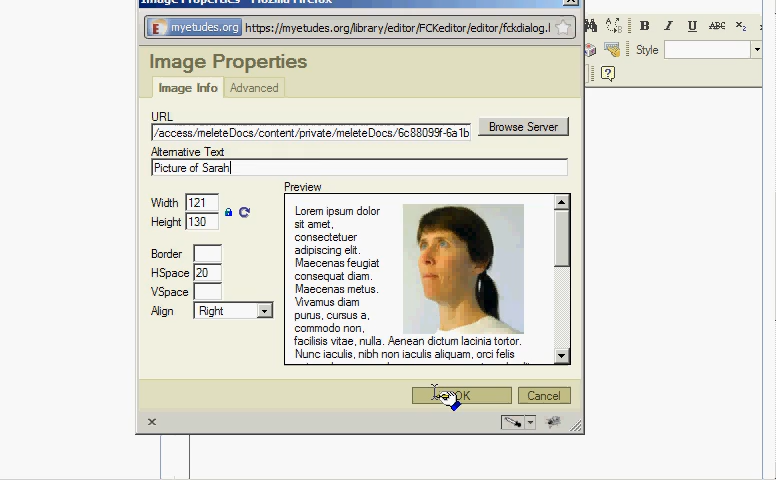 Image Properties - Mozilla Firefox
myetudes.org https://myetudes.org/library/editor/FCKeditor/editor/fckdialog.l
Image Properties
Image Info Advanced
URL
/access/meleteDocs/content/private/meleteDocs/6c88099f-6a1b
Browse Server
Alternative Text
Picture of Sarah
Width 121
Height 130
Border
HSpace 20
VSpace
Align Right
Preview
Lorem ipsum dolor
sit amet,
consectetuer
adipiscing elit.
Maecenas feugiat
consequat diam.
Maecenas metus.
Vivamus diam
purus, cursus a,
commodo non,
facilisis vitae, nulla. Aenean dictum lacinia tortor.
Nunc iaculis, nibh non iaculis aliquam, orci felis
OK Cancel
B I U ABC x2
Style